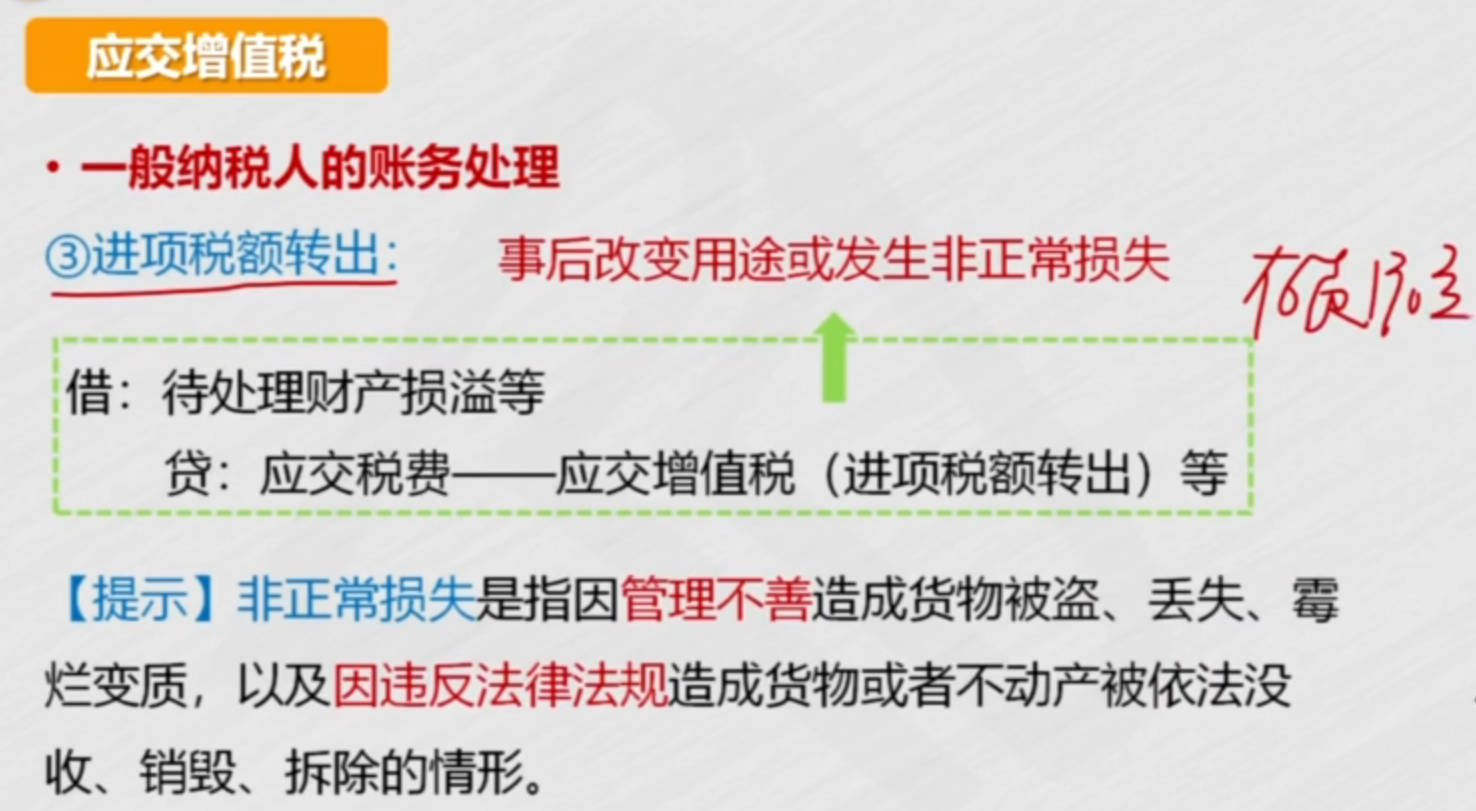 应交增值税
• 一般纳税人的账务处理
③进项税额转出： 事后改变用途或发生非正常损失
借：待处理财产损溢等
贷：应交税费——应交增值税（进项税额转出）等
【提示】非正常损失是指因管理不善造成货物被盗、丢失、霉
烂变质，以及因违反法律法规造成货物或者不动产被依法没
收、销毁、拆除的情形。